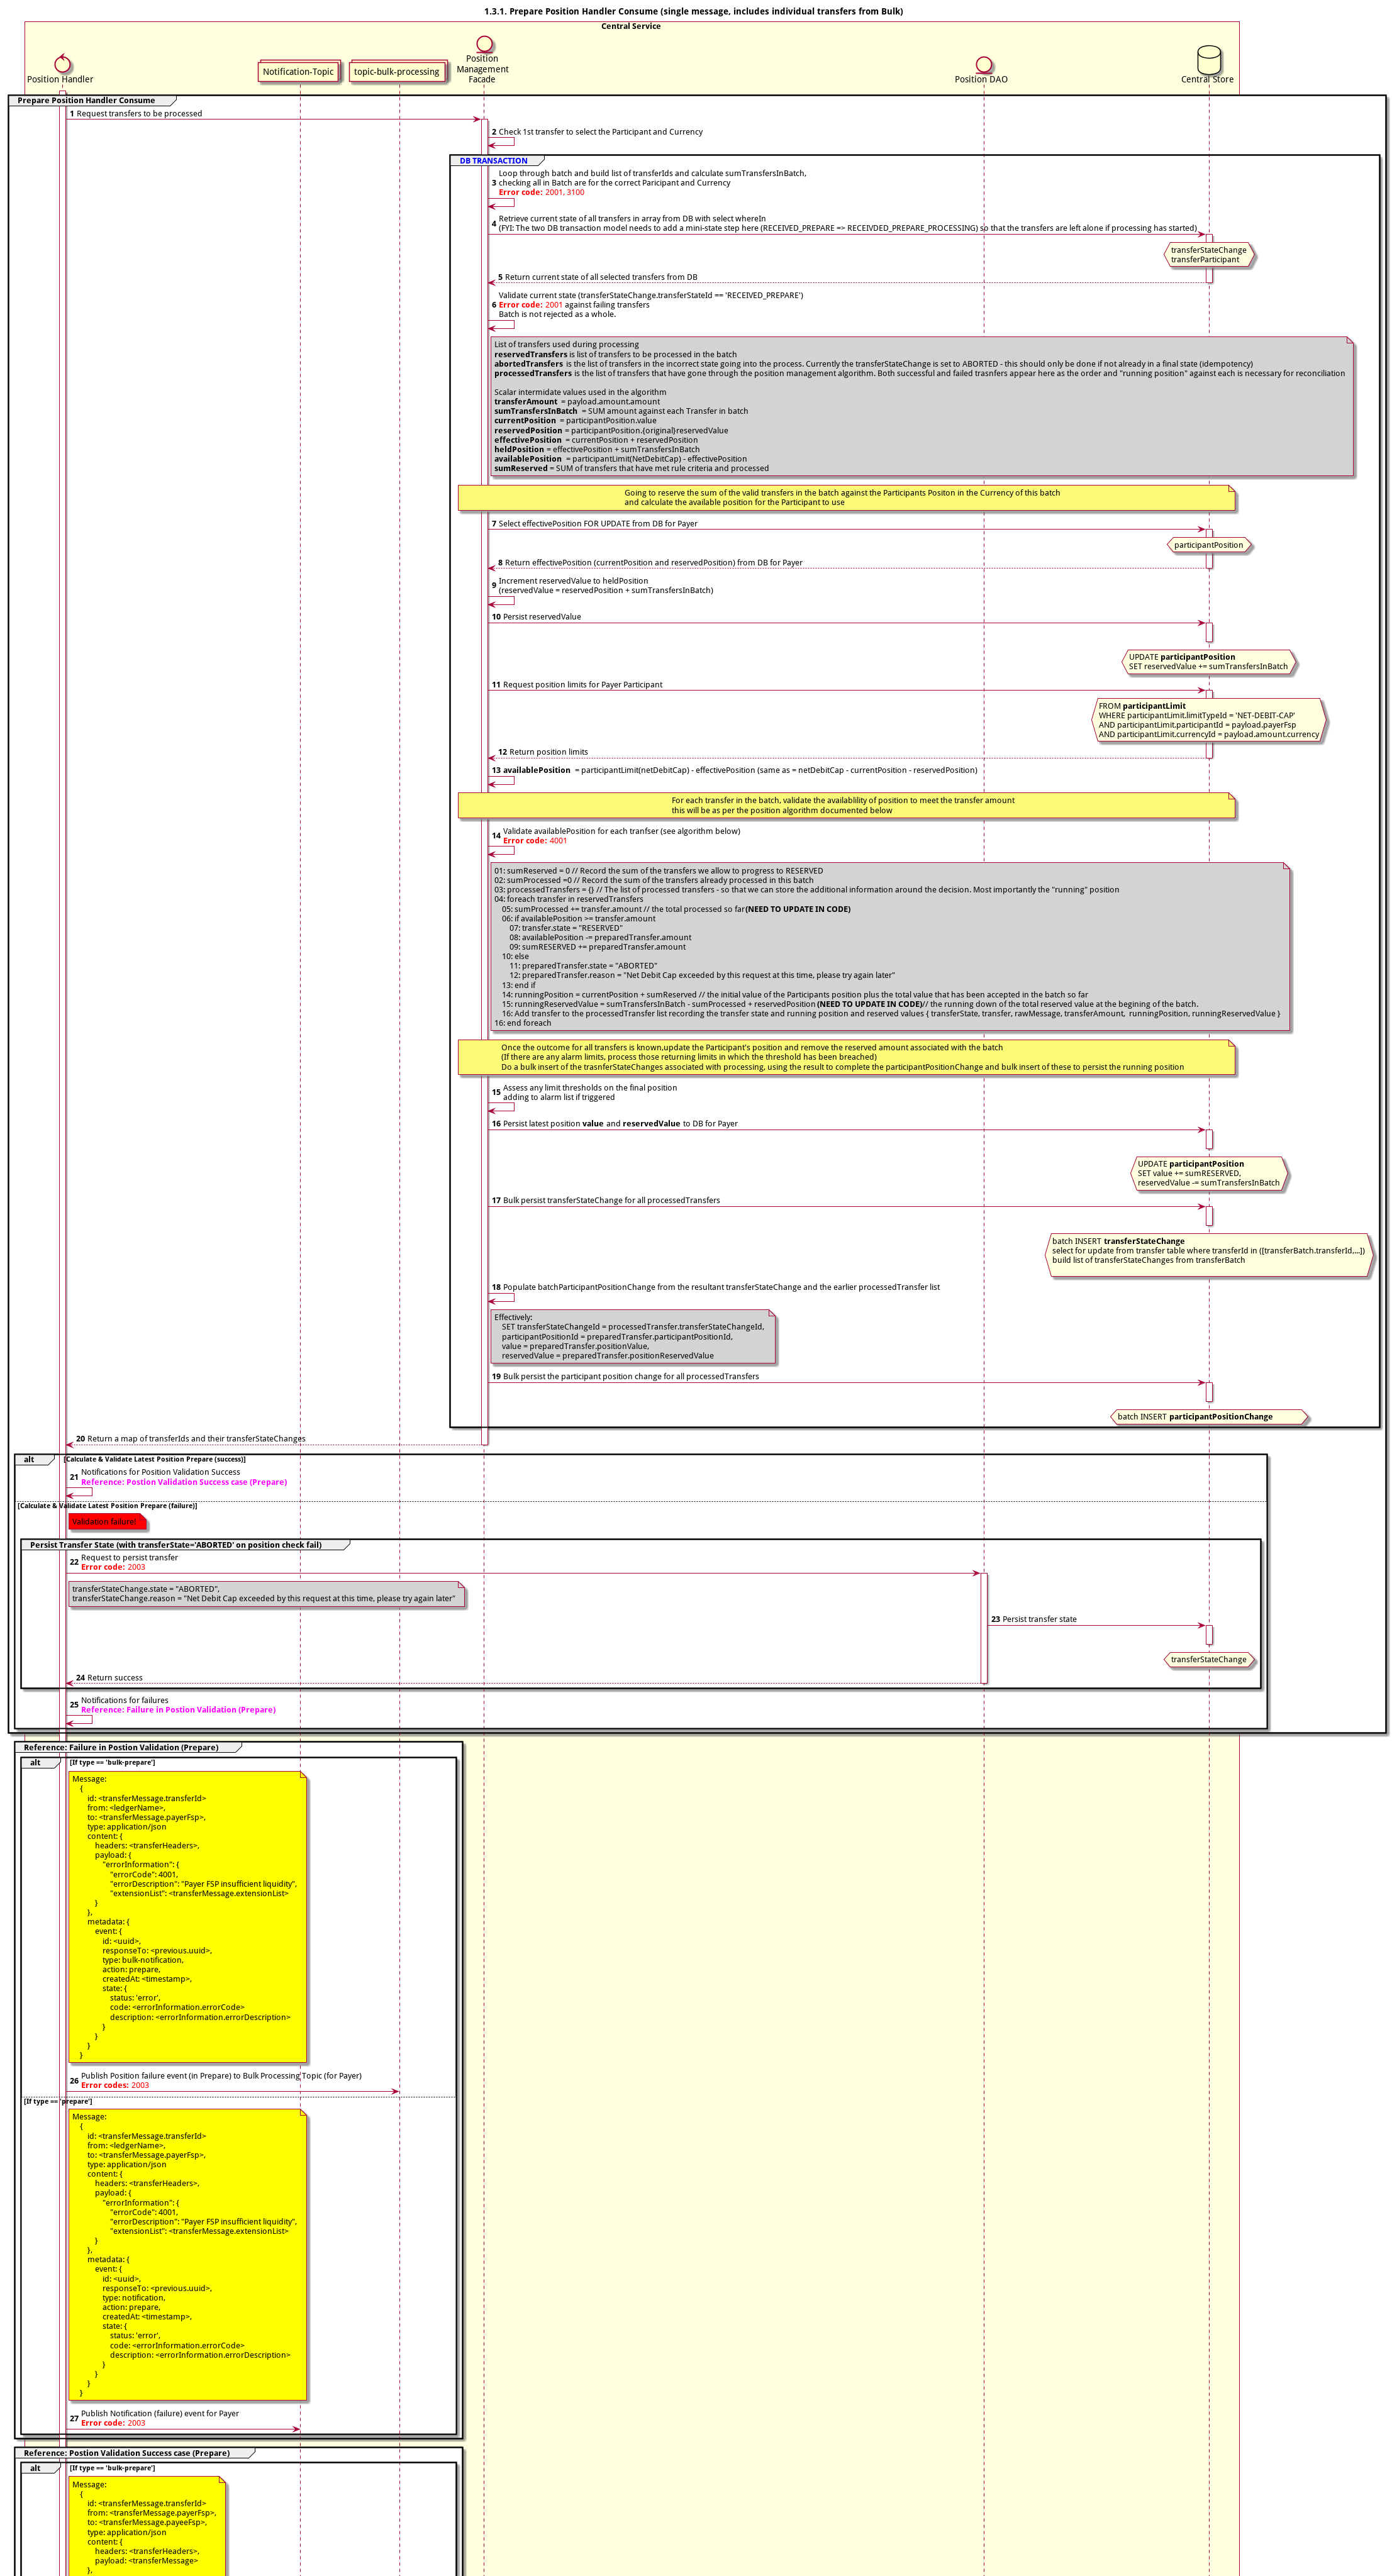 1.3.1. Prepare Position Handler Consume (single message, includes individual transfers from Bulk)
Central Service
Position Handler
Notification-Topic
topic-bulk-processing
Position
Management
Facade
Position DAO
Central Store
Prepare Position Handler Consume
1 Request transfers to be processed
2 Check 1st transfer to select the Participant and Currency
DB TRANSACTION
3 Loop through batch and build list of transferIds and calculate sumTransfersInBatch,
checking all in Batch are for the correct Paricipant and Currency
Error code: 2001, 3100
4 Retrieve current state of all transfers in array from DB with select whereIn
(FYI: The two DB transaction model needs to add a mini-state step here (RECEIVED_PREPARE => RECEIVDED_PREPARE_PROCESSING) so that the transfers are left alone if processing has started)
transferStateChange
transferParticipant
5 Return current state of all selected transfers from DB
6 Validate current state (transferStateChange.transferStateId == 'RECEIVED_PREPARE')
Error code: 2001 against failing transfers
Batch is not rejected as a whole.
List of transfers used during processing
reservedTransfers is list of transfers to be processed in the batch
abortedTransfers is the list of transfers in the incorrect state going into the process. Currently the transferStateChange is set to ABORTED - this should only be done if not already in a final state (idempotency)
processedTransfers is the list of transfers that have gone through the position management algorithm. Both successful and failed trasnfers appear here as the order and "running position" against each is necessary for reconciliation
Scalar intermidate values used in the algorithm
transferAmount = payload.amount.amount
sumTransfersInBatch = SUM amount against each Transfer in batch
currentPosition = participantPosition.value
reservedPosition = participantPosition.{original}reservedValue
effectivePosition = currentPosition + reservedPosition
heldPosition = effectivePosition + sumTransfersInBatch
availablePosition = participantLimit(NetDebitCap) - effectivePosition
sumReserved = SUM of transfers that have met rule criteria and processed
Going to reserve the sum of the valid transfers in the batch against the Participants Positon in the Currency of this batch
and calculate the available position for the Participant to use
7 Select effectivePosition FOR UPDATE from DB for Payer
participantPosition
8 Return effectivePosition (currentPosition and reservedPosition) from DB for Payer
9 Increment reservedValue to heldPosition
(reservedValue = reservedPosition + sumTransfersInBatch)
10 Persist reservedValue
UPDATE participantPosition
SET reservedValue += sumTransfersInBatch
11 Request position limits for Payer Participant
FROM participantLimit
WHERE participantLimit.limitTypeId = 'NET-DEBIT-CAP'
AND participantLimit.participantId = payload.payerFsp
AND participantLimit.currencyId = payload.amount.currency
12 Return position limits
13 availablePosition = participantLimit(netDebitCap) - effectivePosition (same as = netDebitCap - currentPosition - reservedPosition)
For each transfer in the batch, validate the availablility of position to meet the transfer amount
this will be as per the position algorithm documented below
14 Validate availablePosition for each tranfser (see algorithm below)
Error code: 4001
01: sumReserved = 0 // Record the sum of the transfers we allow to progress to RESERVED
02: sumProcessed =0 // Record the sum of the transfers already processed in this batch
03: processedTransfers = {} // The list of processed transfers - so that we can store the additional information around the decision. Most importantly the "running" position
04: foreach transfer in reservedTransfers
05: sumProcessed += transfer.amount // the total processed so far(NEED TO UPDATE IN CODE)
06: if availablePosition >= transfer.amount
07: transfer.state = "RESERVED"
08: availablePosition -= preparedTransfer.amount
09: sumRESERVED += preparedTransfer.amount
10: else
11: preparedTransfer.state = "ABORTED"
12: preparedTransfer.reason = "Net Debit Cap exceeded by this request at this time, please try again later"
13: end if
14: runningPosition = currentPosition + sumReserved // the initial value of the Participants position plus the total value that has been accepted in the batch so far
15: runningReservedValue = sumTransfersInBatch - sumProcessed + reservedPosition (NEED TO UPDATE IN CODE)// the running down of the total reserved value at the begining of the batch.
16: Add transfer to the processedTransfer list recording the transfer state and running position and reserved values { transferState, transfer, rawMessage, transferAmount, runningPosition, runningReservedValue }
16: end foreach
Once the outcome for all transfers is known,update the Participant's position and remove the reserved amount associated with the batch
(If there are any alarm limits, process those returning limits in which the threshold has been breached)
Do a bulk insert of the trasnferStateChanges associated with processing, using the result to complete the participantPositionChange and bulk insert of these to persist the running position
15 Assess any limit thresholds on the final position
adding to alarm list if triggered
16 Persist latest position value and reservedValue to DB for Payer
UPDATE participantPosition
SET value += sumRESERVED,
reservedValue -= sumTransfersInBatch
17 Bulk persist transferStateChange for all processedTransfers
batch INSERT transferStateChange
select for update from transfer table where transferId in ([transferBatch.transferId,...])
build list of transferStateChanges from transferBatch
18 Populate batchParticipantPositionChange from the resultant transferStateChange and the earlier processedTransfer list
Effectively:
SET transferStateChangeId = processedTransfer.transferStateChangeId,
participantPositionId = preparedTransfer.participantPositionId,
value = preparedTransfer.positionValue,
reservedValue = preparedTransfer.positionReservedValue
19 Bulk persist the participant position change for all processedTransfers
batch INSERT participantPositionChange
20 Return a map of transferIds and their transferStateChanges
alt [Calculate & Validate Latest Position Prepare (success)]
21 Notifications for Position Validation Success
Reference: Postion Validation Success case (Prepare)
[Calculate & Validate Latest Position Prepare (failure)]
Validation failure!
Persist Transfer State (with transferState='ABORTED' on position check fail)
22 Request to persist transfer
Error code: 2003
transferStateChange.state = "ABORTED",
transferStateChange.reason = "Net Debit Cap exceeded by this request at this time, please try again later"
23 Persist transfer state
transferStateChange
24 Return success
25 Notifications for failures
Reference: Failure in Postion Validation (Prepare)
Reference: Failure in Postion Validation (Prepare)
alt [If type == 'bulk-prepare']
Message:
{
id: <transferMessage.transferId>
from: <ledgerName>,
to: <transferMessage.payerFsp>,
type: application/json
content: {
headers: <transferHeaders>,
payload: {
"errorInformation": {
"errorCode": 4001,
"errorDescription": "Payer FSP insufficient liquidity",
"extensionList": <transferMessage.extensionList>
}
},
metadata: {
event: {
id: <uuid>,
responseTo: <previous.uuid>,
type: bulk-notification,
action: prepare,
createdAt: <timestamp>,
state: {
status: 'error',
code: <errorInformation.errorCode>
description: <errorInformation.errorDescription>
}
}
}
}
26 Publish Position failure event (in Prepare) to Bulk Processing Topic (for Payer)
Error codes: 2003
[If type == 'prepare']
Message:
{
id: <transferMessage.transferId>
from: <ledgerName>,
to: <transferMessage.payerFsp>,
type: application/json
content: {
headers: <transferHeaders>,
payload: {
"errorInformation": {
"errorCode": 4001,
"errorDescription": "Payer FSP insufficient liquidity",
"extensionList": <transferMessage.extensionList>
}
},
metadata: {
event: {
id: <uuid>,
responseTo: <previous.uuid>,
type: notification,
action: prepare,
createdAt: <timestamp>,
state: {
status: 'error',
code: <errorInformation.errorCode>
description: <errorInformation.errorDescription>
}
}
}
}
27 Publish Notification (failure) event for Payer
Error code: 2003
Reference: Postion Validation Success case (Prepare)
alt [If type == 'bulk-prepare']
Message:
{
id: <transferMessage.transferId>
from: <transferMessage.payerFsp>,
to: <transferMessage.payeeFsp>,
type: application/json
content: {
headers: <transferHeaders>,
payload: <transferMessage>
},